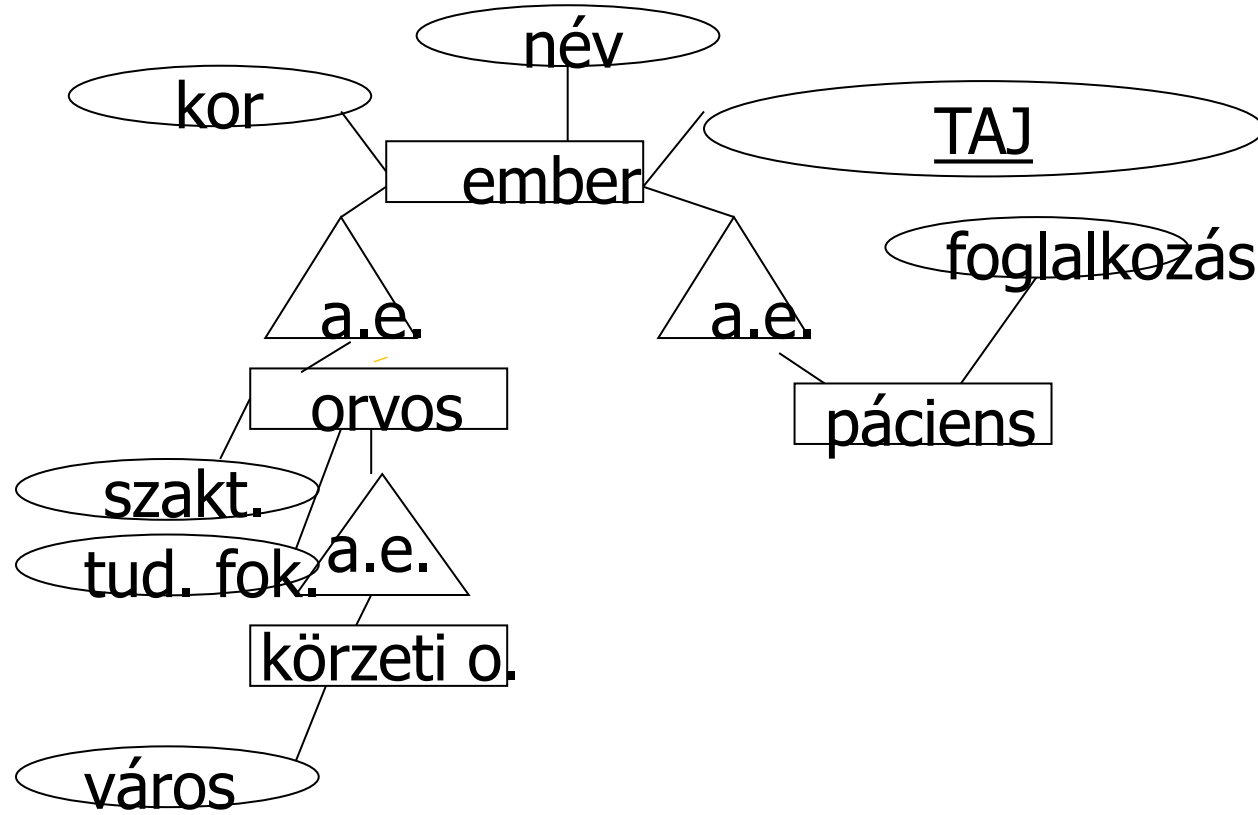 név
kor
TAJ
ember
foglalkozás
a.e.
a.e.
orvos
páciens
szakt.
a.e.
tud. fok.
körzeti o.
város